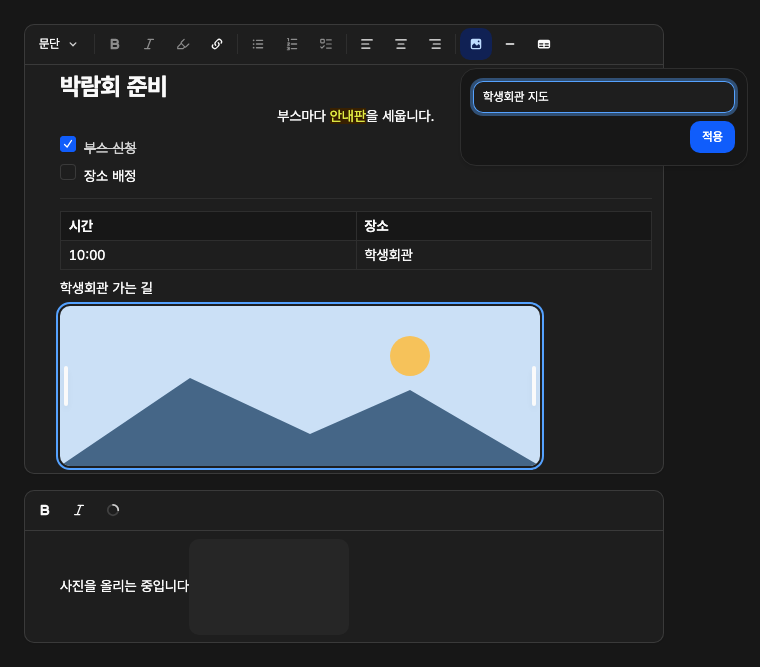 문단
B
I
학생회관 지도
적용
박람회 준비
부스마다 안내판을 세웁니다.
부스 신청
장소 배정
시간 장소
10:00 학생회관
학생회관 가는 길
B
I
사진을 올리는 중입니다